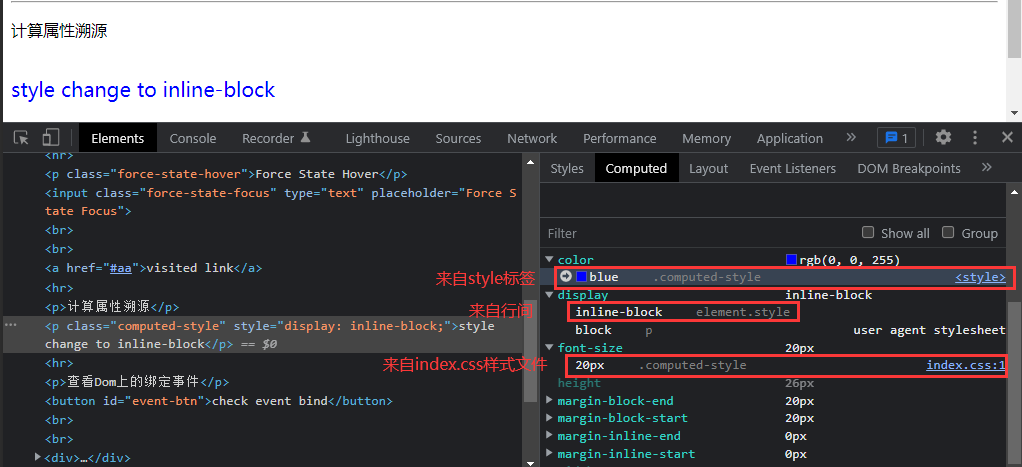 计算属性溯源
style change to inline-block
Elements Console Recorder Lighthouse Sources Network Performance Memory Application » 1
<hr>
<p class="force-state-hover">Force State Hover</p>
<input class="force-state-focus" type="text" placeholder="Force S
tate Focus">
<br>
<br>
<a href="#aa">visited link</a>
<hr>
<p>计算属性溯源</p>
<p class="computed-style" style="display: inline-block;">style
change to inline-block</p> == $0
<hr>
<p>查看Dom上的绑定事件</p>
<button id="event-btn">check event bind</button>
<br>
<br>
<div>…</div>
Styles Computed Layout Event Listeners DOM Breakpoints »
Filter Show all Group
color rgb(0, 0, 255)
来自style标签 blue .computed-style <style>
display inline-block
来自行间 inline-block element.style
block p user agent stylesheet
font-size 20px
来自index.css样式文件 20px .computed-style index.css:1
height 26px
margin-block-end 20px
margin-block-start 20px
margin-inline-end 0px
margin-inline-start 0px